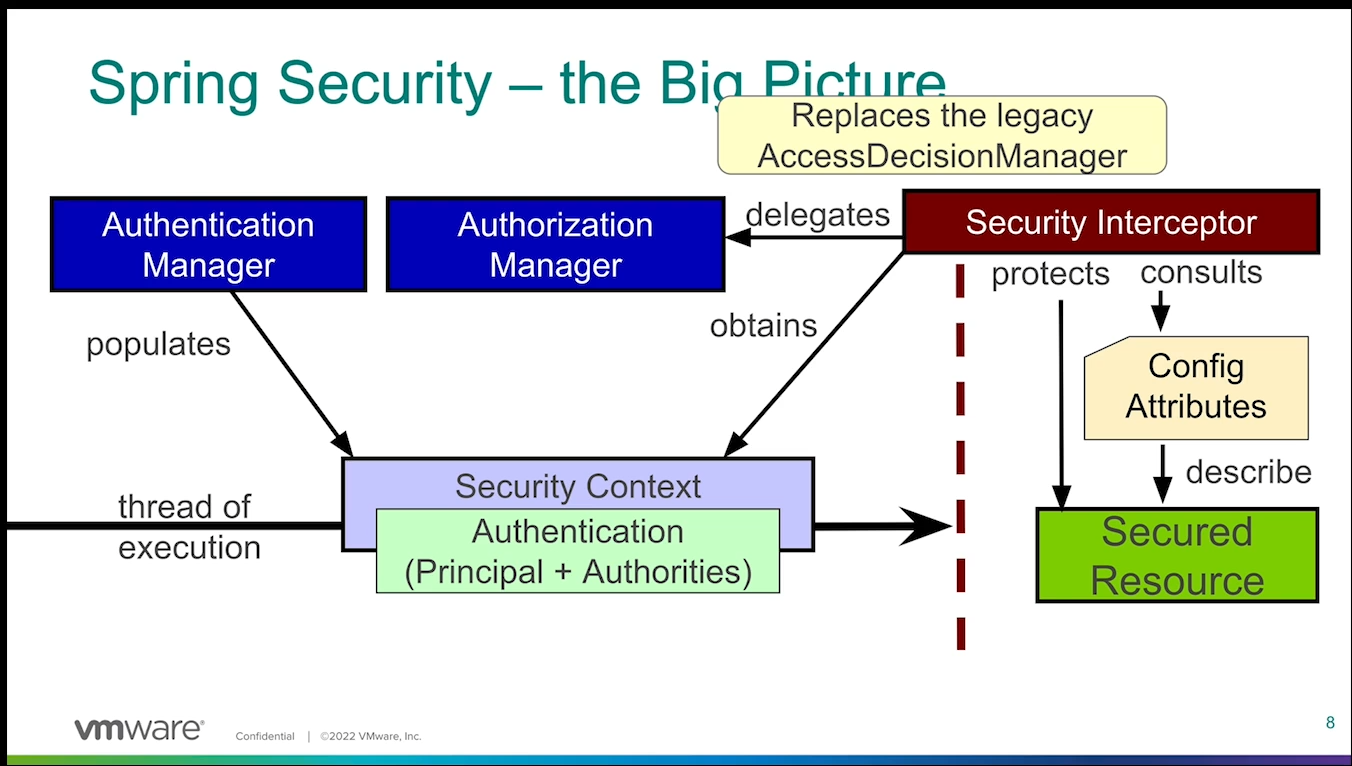 Spring Security – the Big Picture
Replaces the legacy
AccessDecisionManager
Authentication
Manager
Authorization
Manager
delegates
Security Interceptor
protects
consults
populates
obtains
Config
Attributes
describe
thread of
execution
Security Context
Authentication
(Principal + Authorities)
Secured
Resource
vmware®
Confidential | ©2022 VMware, Inc.
8